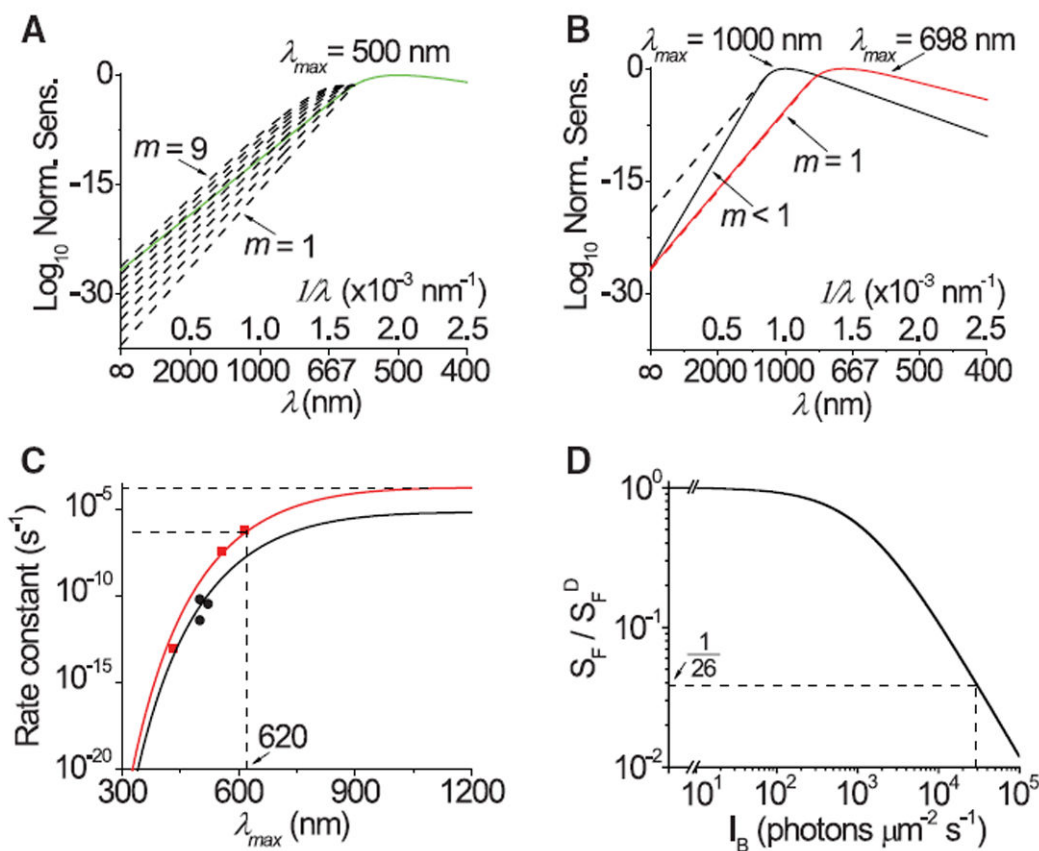 A
λmax = 500 nm
0
-15
-30
Log10 Norm. Sens.
m = 9
m = 1
1/λ (x10-3 nm-1)
0.5 1.0 1.5 2.0 2.5
∞ 2000 1000 667 500 400
λ (nm)
B
λmax = 1000 nm λmax = 698 nm
0
-15
-30
Log10 Norm. Sens.
m = 1
m < 1
1/λ (x10-3 nm-1)
0.5 1.0 1.5 2.0 2.5
∞ 2000 1000 667 500 400
λ (nm)
C
10-5
10-10
10-15
10-20
Rate constant (s-1)
620
300 600 900 1200
λmax (nm)
D
100
10-1
10-2
SF / SFD
1
26
101 102 103 104 105
IB (photons μm-2 s-1)